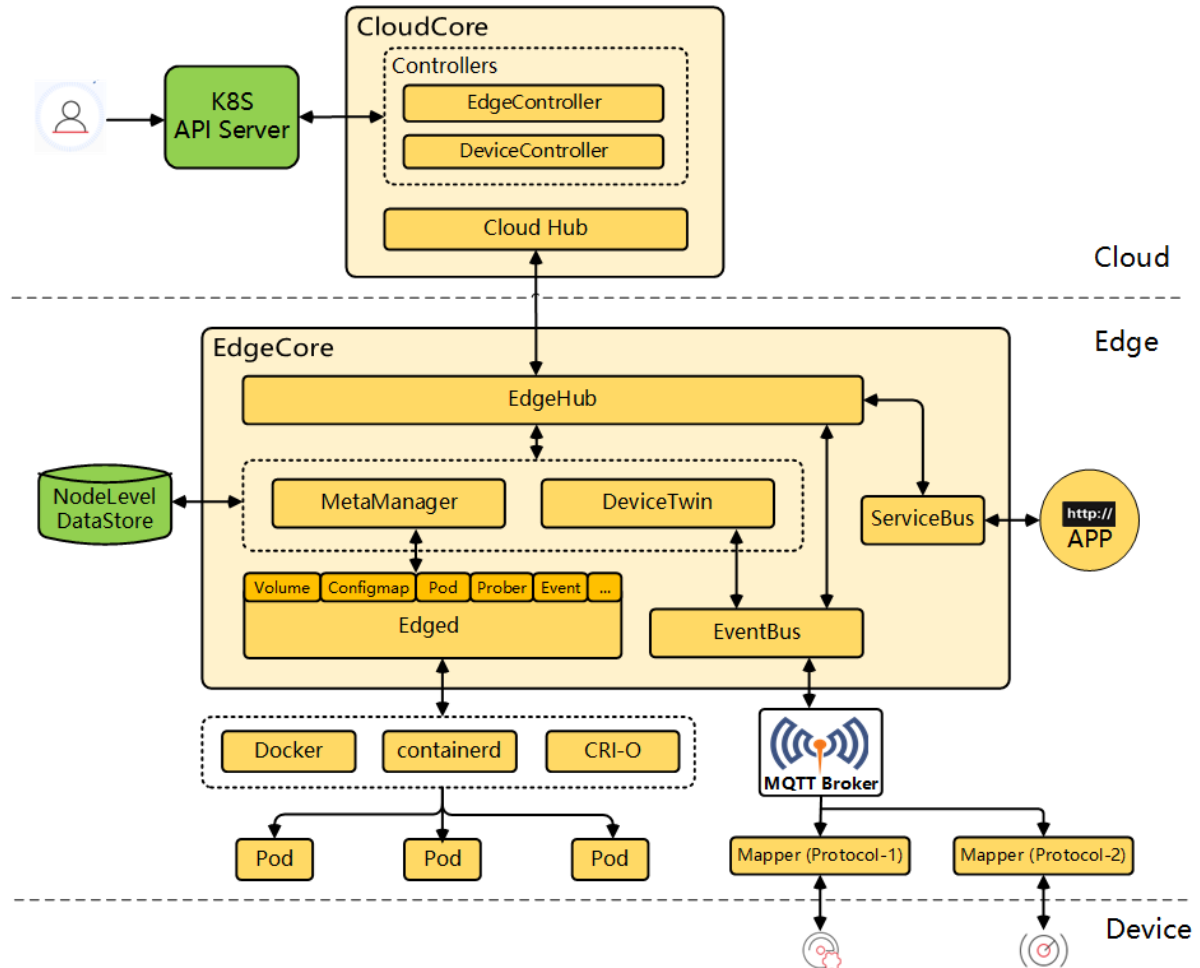 CloudCore
Controllers
EdgeController
DeviceController
K8S
API Server
Cloud Hub
Cloud
Edge
EdgeCore
EdgeHub
NodeLevel
DataStore
MetaManager
DeviceTwin
ServiceBus
http://
APP
Volume Configmap Pod Prober Event ...
Edged
EventBus
Docker containerd CRI-O
MQTT Broker
Pod Pod Pod
Mapper (Protocol-1) Mapper (Protocol-2)
Device